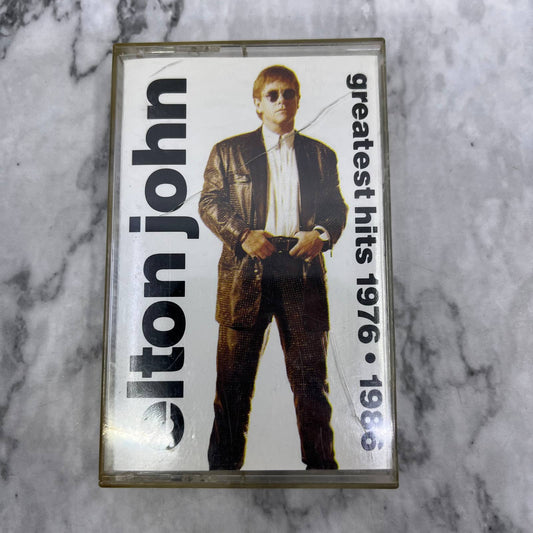 elton john
greatest hits 1976 • 1986